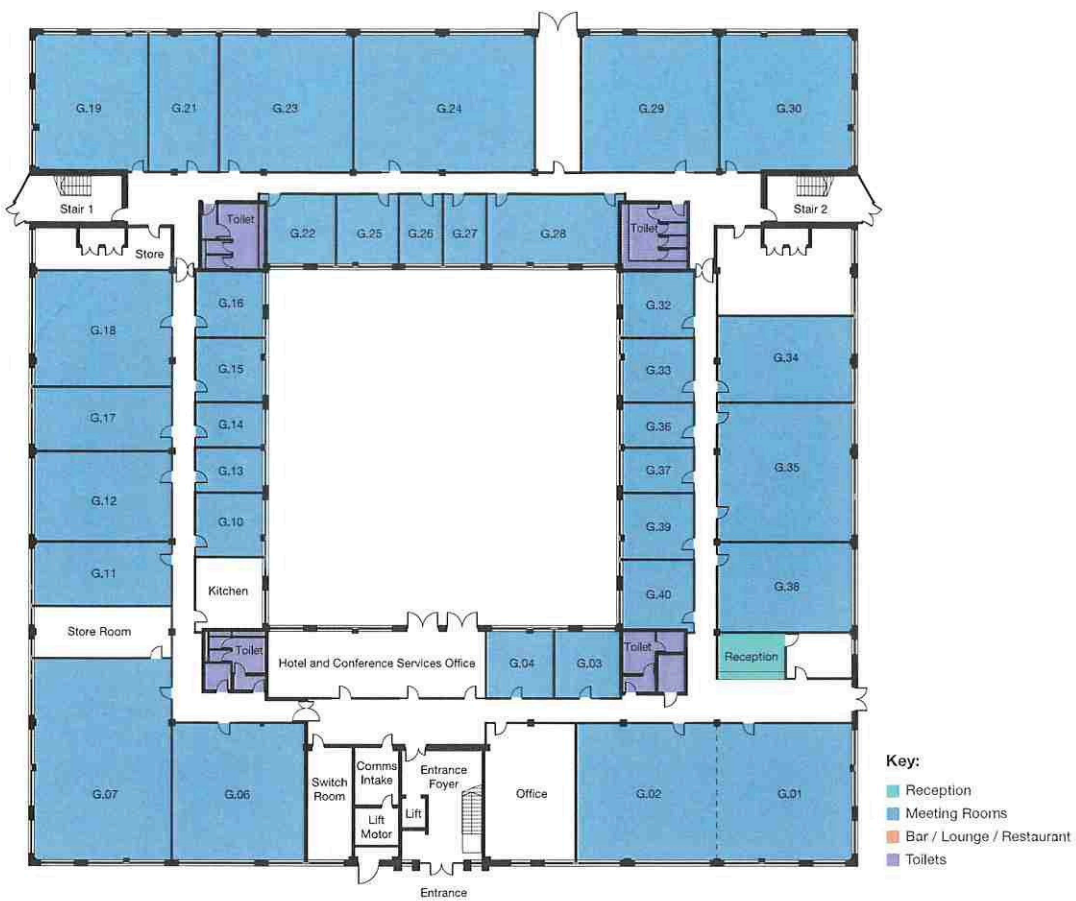 G.19
G.21
G.23
G.24
G.29
G.30
Stair 1
Toilet
G.22
G.25
G.26
G.27
G.28
Toilet
Stair 2
Store
G.18
G.16
G.32
G.34
G.15
G.33
G.17
G.14
G.36
G.35
G.12
G.13
G.37
G.10
G.39
G.11
G.38
Kitchen
G.40
Store Room
Toilet
Hotel and Conference Services Office
G.04
G.03
Toilet
Reception
G.07
G.06
Switch
Room
Comms
Intake
Lift
Motor
Entrance
Foyer
Lift
Office
G.02
G.01
Entrance
Key:
Reception
Meeting Rooms
Bar / Lounge / Restaurant
Toilets